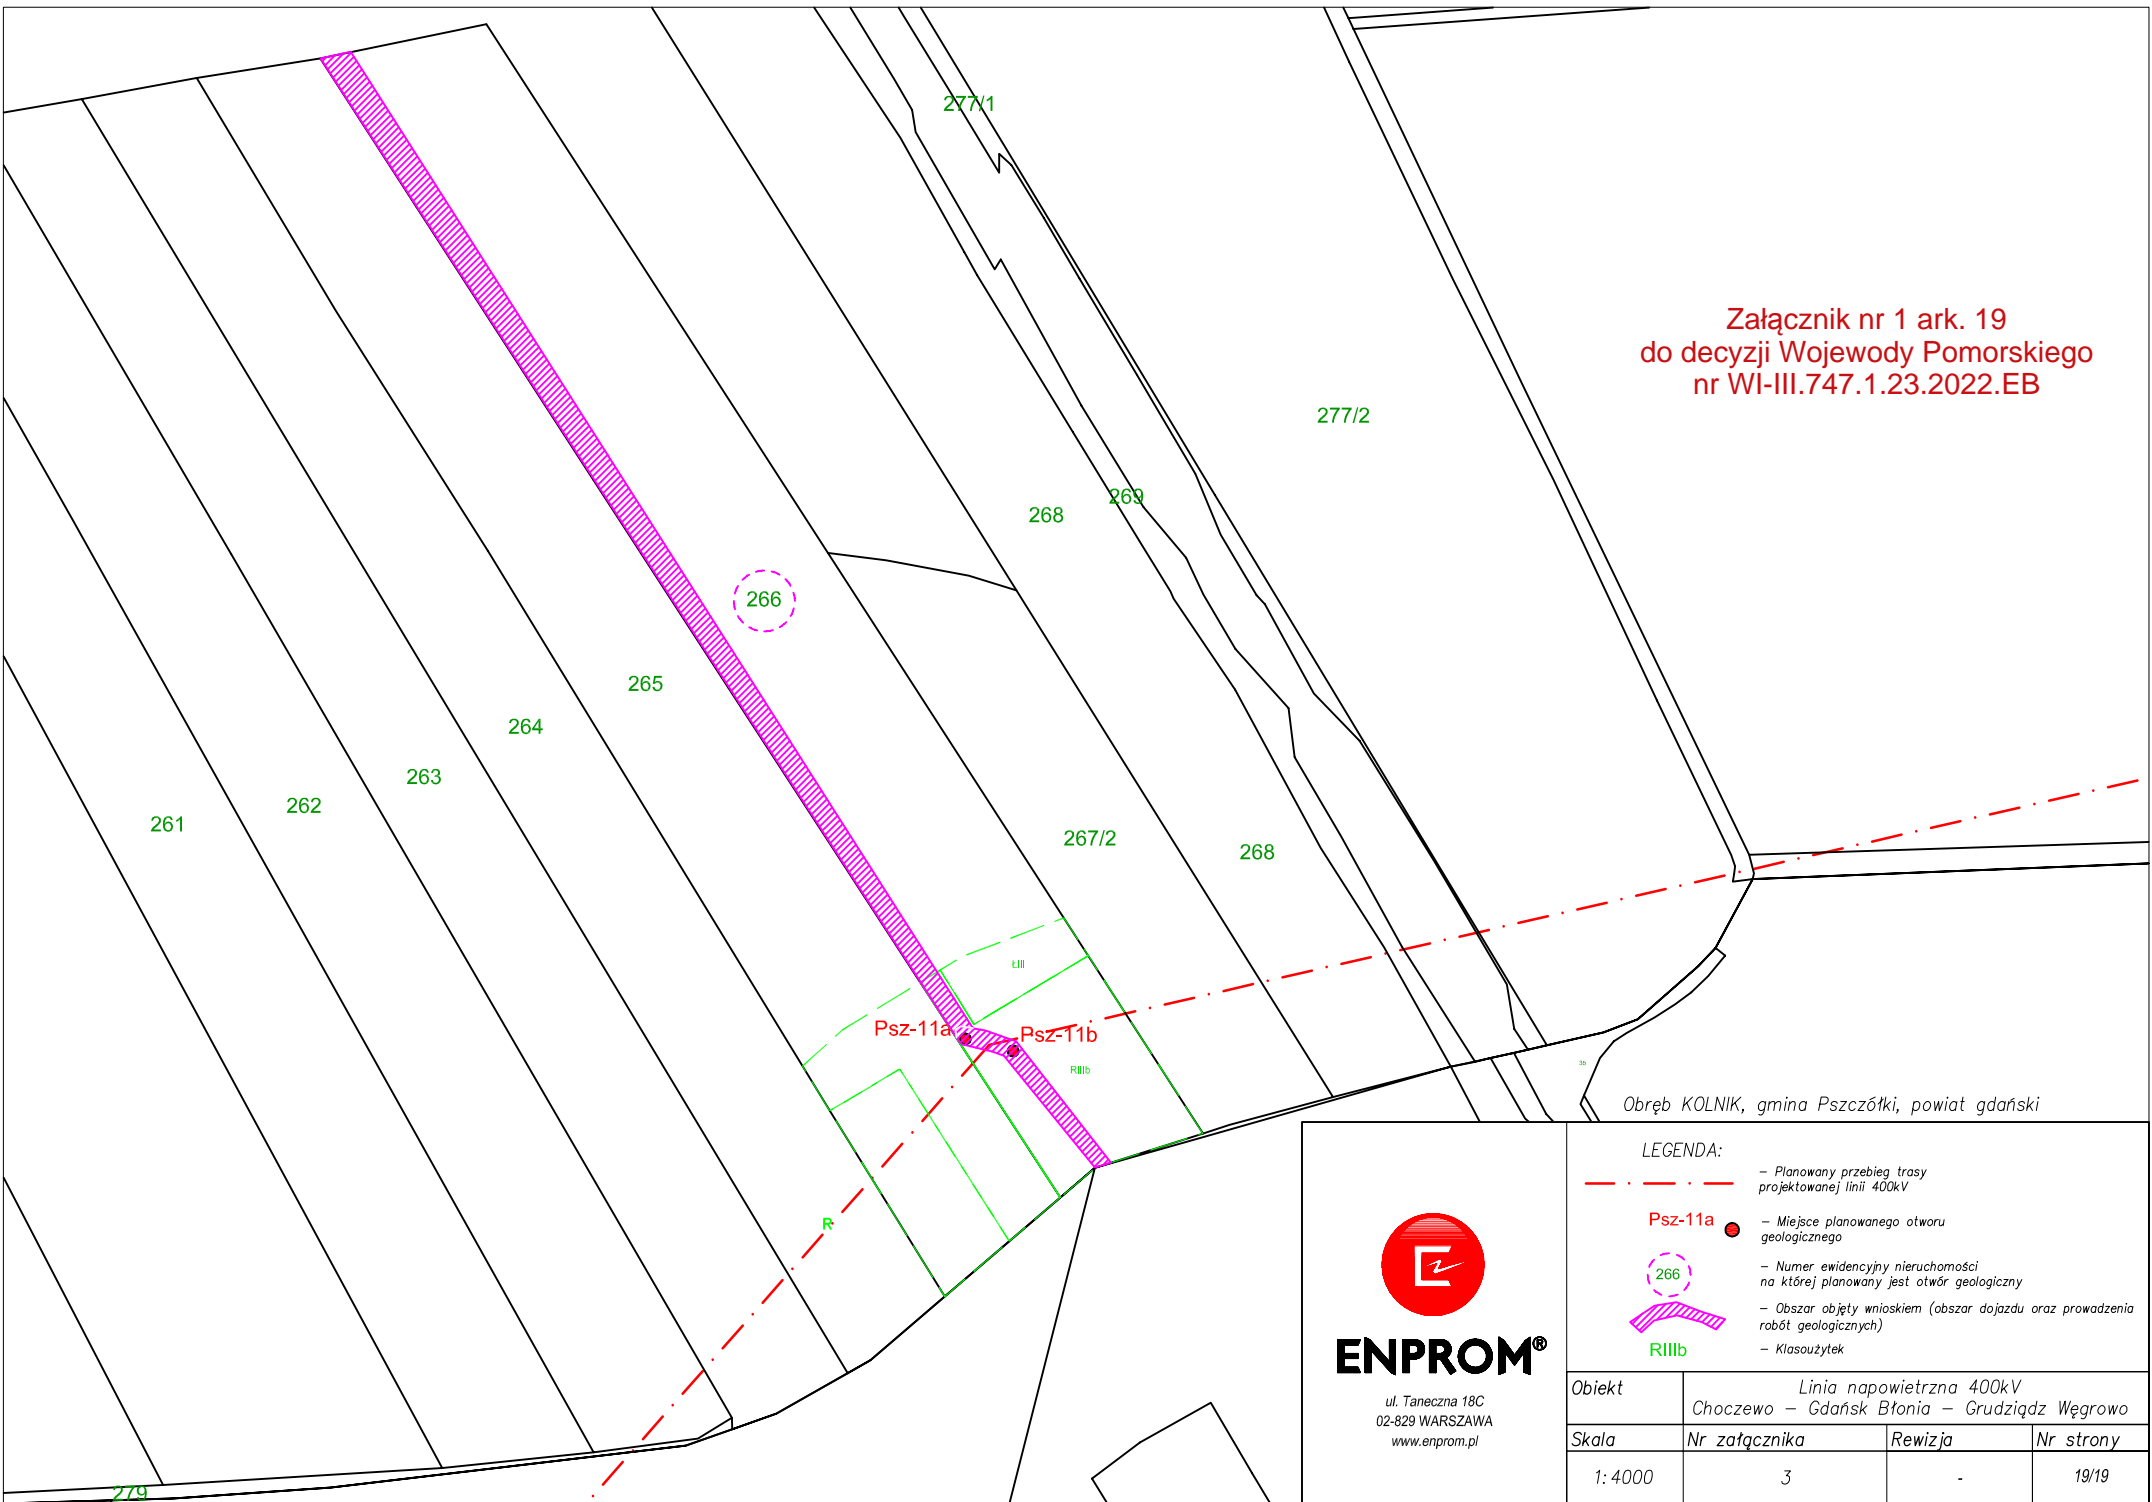 277/1
Załącznik nr 1 ark. 19
do decyzji Wojewody Pomorskiego
nr WI-III.747.1.23.2022.EB
277/2
269
268
266
265
264
263
262
261
267/2
268
ŁIII
Psz-11a
Psz-11b
RIIIb
R
279
Obręb KOLNIK, gmina Pszczółki, powiat gdański
LEGENDA:
– Planowany przebieg trasy
projektowanej linii 400kV
Psz-11a
– Miejsce planowanego otworu
geologicznego
266
– Numer ewidencyjny nieruchomości
na której planowany jest otwór geologiczny
– Obszar objęty wnioskiem (obszar dojazdu oraz prowadzenia
robót geologicznych)
RIIIb
– Klasoużytek
ENPROM®
ul. Taneczna 18C
02-829 WARSZAWA
www.enprom.pl
Obiekt
Linia napowietrzna 400kV
Choczewo – Gdańsk Błonia – Grudziądz Węgrowo
Skala Nr załącznika Rewizja Nr strony
1:4000 3 - 19/19